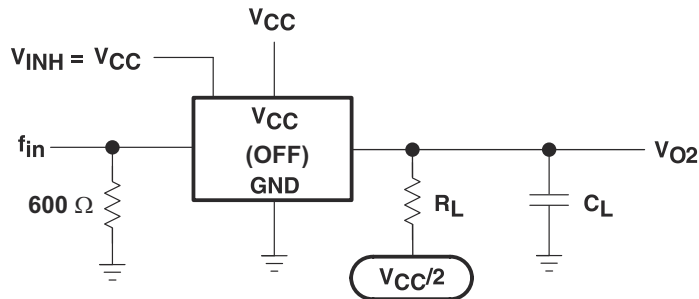 VCC
VINH = VCC
VCC
(OFF)
GND
fin
VO2
600 Ω
RL
CL
VCC/2